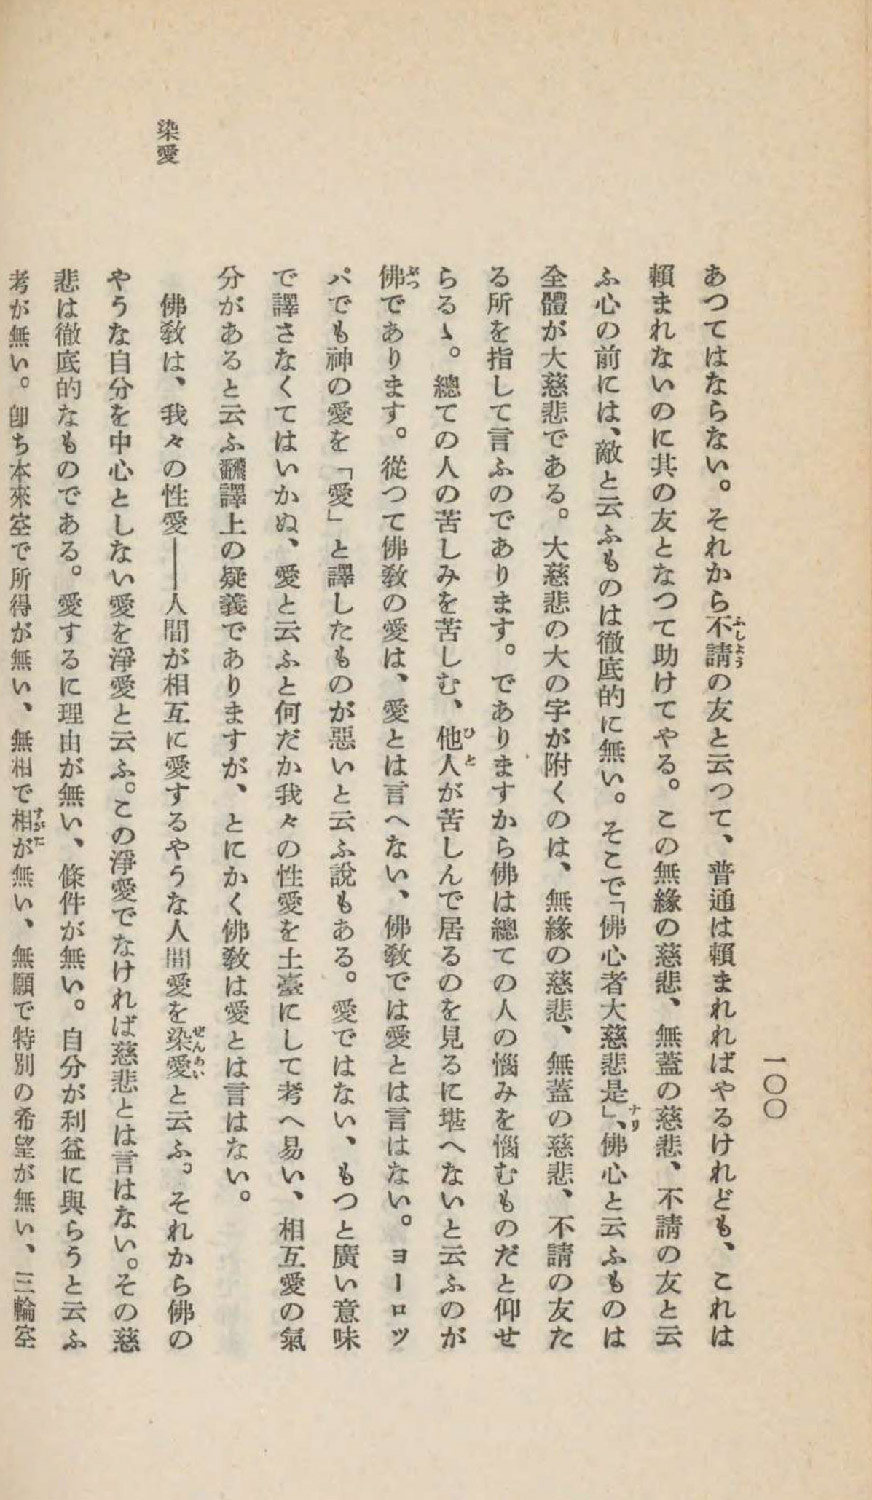 一〇〇
あつてはならない。それから不請の友と云つて、普通は賴まれればやるけれども、これは
賴まれないのに其の友となつて助けてやる。この無緣の慈悲、無蓋の慈悲、不請の友と云
ふ心の前には、敵と云ふものは徹底的に無い。そこで「佛心者大慈悲是」、佛心と云ふものは
全體が大慈悲である。大慈悲の大の字が附くのは、無緣の慈悲、無蓋の慈悲、不請の友た
る所を指して言ふのであります。でありますから佛は總ての人の惱みを惱むものだと仰せ
らるゝ。總ての人の苦しみを苦しむ、他人が苦しんで居るのを見るに堪へないと云ふのが
佛であります。從つて佛敎の愛は、愛とは言へない、佛敎では愛とは言はない。ヨーロッ
パでも神の愛を「愛」と譯したものが惡いと云ふ說もある。愛ではない、もつと廣い意味
で譯さなくてはいかぬ、愛と云ふと何だか我々の性愛を土臺にして考へ易い、相互愛の氣
分があると云ふ飜譯上の疑義でありますが、とにかく佛敎は愛とは言はない。
染愛
佛敎は、我々の性愛――人間が相互に愛するやうな人間愛を染愛と云ふ。それから佛の
やうな自分を中心としない愛を淨愛と云ふ。この淨愛でなければ慈悲とは言はない。その慈
悲は徹底的なものである。愛するに理由が無い、條件が無い。自分が利益に與らうと云ふ
考が無い。卽ち本來空で所得が無い、無相で相が無い、無願で特別の希望が無い、三輪空